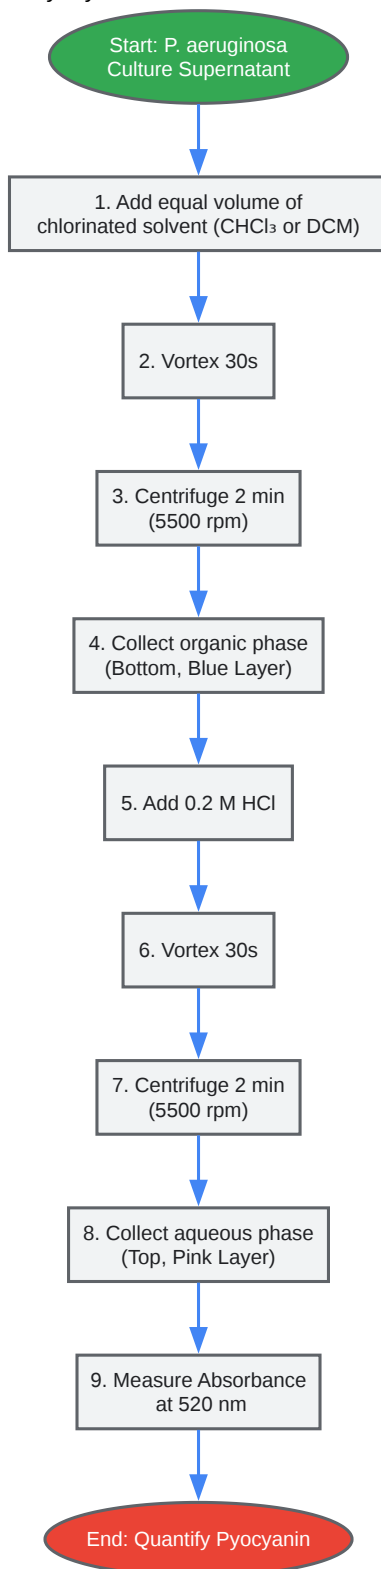 Start: P. aeruginosa
Culture Supernatant
1. Add equal volume of
chlorinated solvent (CHCl₃ or DCM)
2. Vortex 30s
3. Centrifuge 2 min
(5500 rpm)
4. Collect organic phase
(Bottom, Blue Layer)
5. Add 0.2 M HCl
6. Vortex 30s
7. Centrifuge 2 min
(5500 rpm)
8. Collect aqueous phase
(Top, Pink Layer)
9. Measure Absorbance
at 520 nm
End: Quantify Pyocyanin